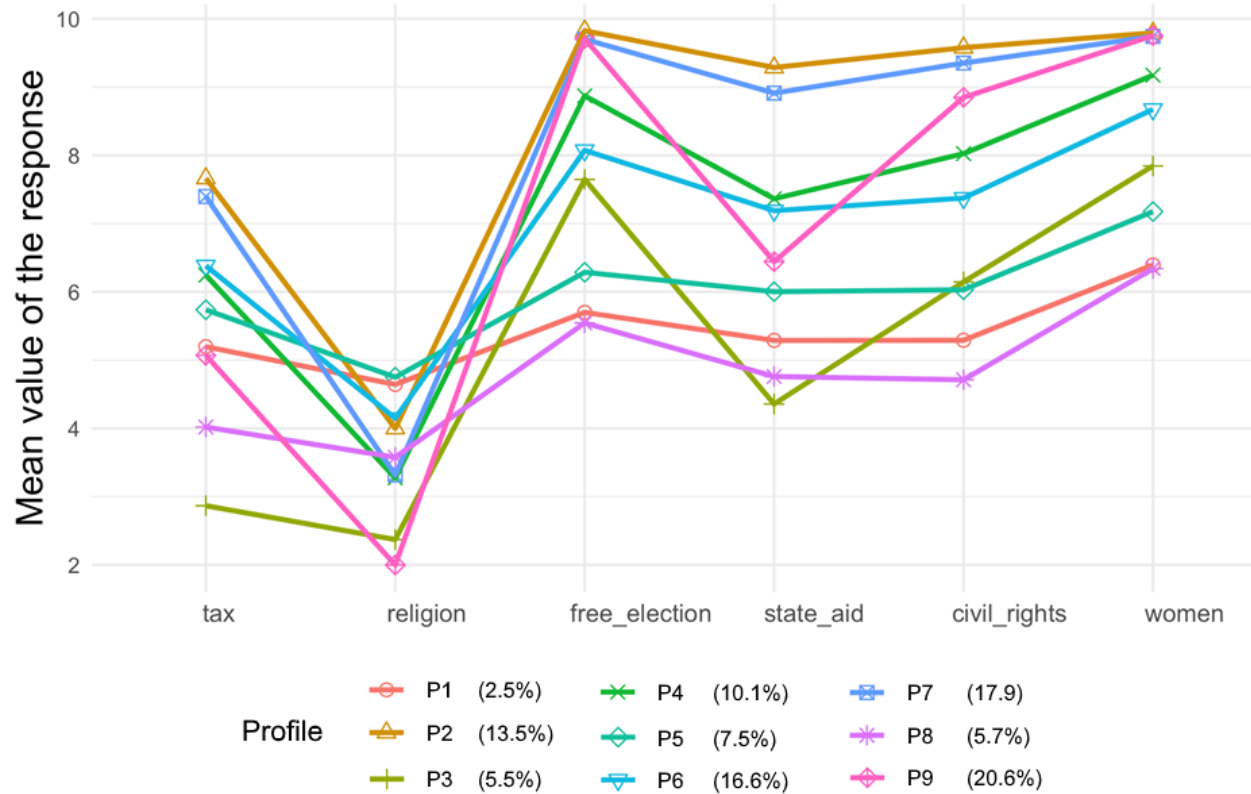 Mean value of the response
10
8
6
4
2
tax religion free_election state_aid civil_rights women
Profile
P1 (2.5%) P4 (10.1%) P7 (17.9)
P2 (13.5%) P5 (7.5%) P8 (5.7%)
P3 (5.5%) P6 (16.6%) P9 (20.6%)